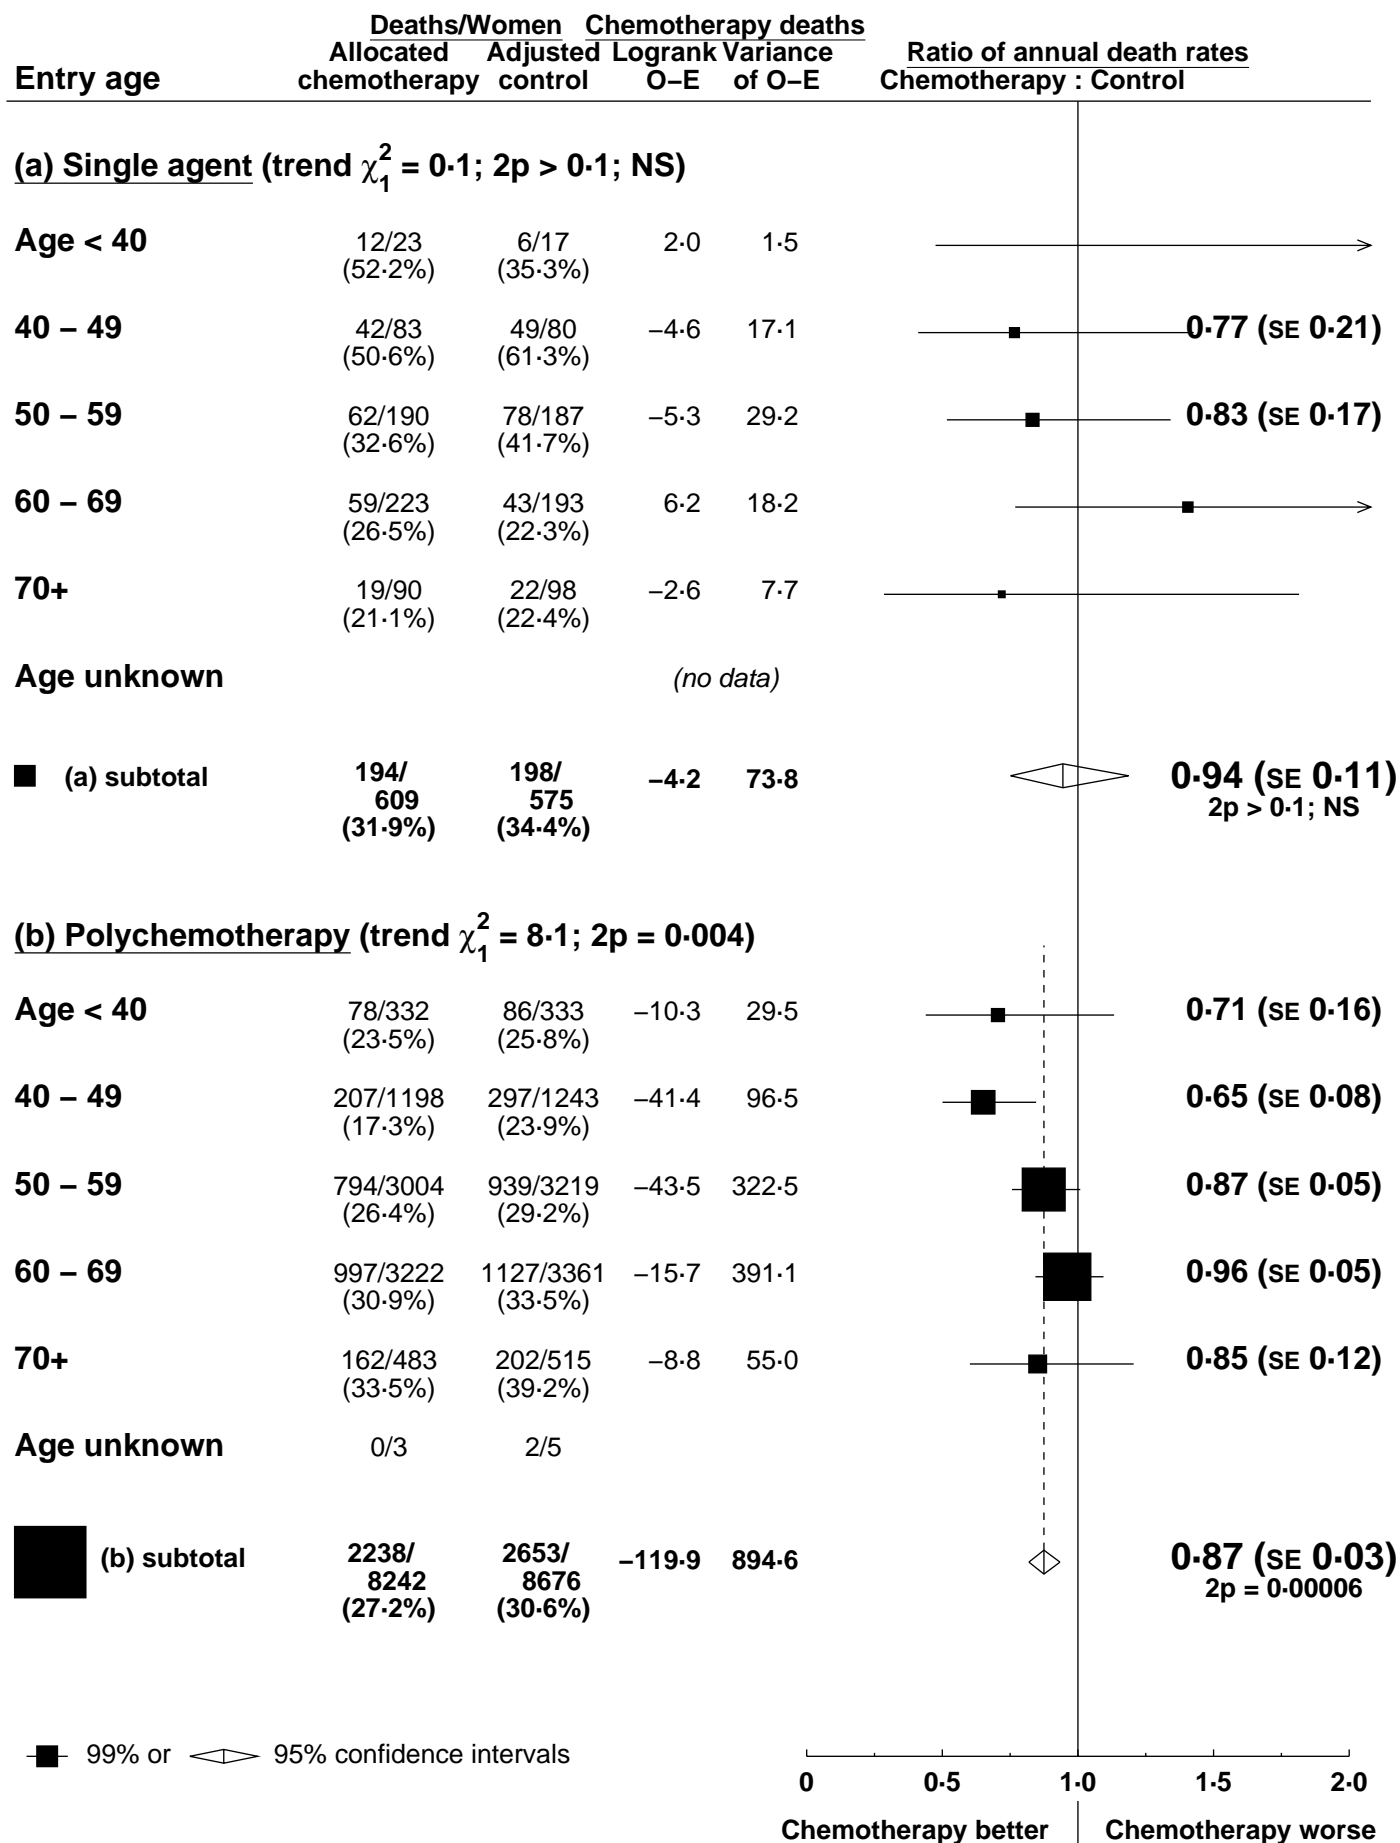 Deaths/Women Chemotherapy deaths
Allocated Adjusted Logrank Variance Ratio of annual death rates
Entry age chemotherapy control O–E of O–E Chemotherapy : Control
(a) Single agent (trend χ²₁ = 0·1; 2p > 0·1; NS)
Age < 40 12/23 6/17 2·0 1·5
(52·2%) (35·3%)
40 – 49 42/83 49/80 –4·6 17·1 0·77 (SE 0·21)
(50·6%) (61·3%)
50 – 59 62/190 78/187 –5·3 29·2 0·83 (SE 0·17)
(32·6%) (41·7%)
60 – 69 59/223 43/193 6·2 18·2
(26·5%) (22·3%)
70+ 19/90 22/98 –2·6 7·7
(21·1%) (22·4%)
Age unknown (no data)
(a) subtotal 194/ 198/ –4·2 73·8 0·94 (SE 0·11)
609 575 2p > 0·1; NS
(31·9%) (34·4%)
(b) Polychemotherapy (trend χ²₁ = 8·1; 2p = 0·004)
Age < 40 78/332 86/333 –10·3 29·5 0·71 (SE 0·16)
(23·5%) (25·8%)
40 – 49 207/1198 297/1243 –41·4 96·5 0·65 (SE 0·08)
(17·3%) (23·9%)
50 – 59 794/3004 939/3219 –43·5 322·5 0·87 (SE 0·05)
(26·4%) (29·2%)
60 – 69 997/3222 1127/3361 –15·7 391·1 0·96 (SE 0·05)
(30·9%) (33·5%)
70+ 162/483 202/515 –8·8 55·0 0·85 (SE 0·12)
(33·5%) (39·2%)
Age unknown 0/3 2/5
(b) subtotal 2238/ 2653/ –119·9 894·6 0·87 (SE 0·03)
8242 8676 2p = 0·00006
(27·2%) (30·6%)
99% or 95% confidence intervals
0 0·5 1·0 1·5 2·0
Chemotherapy better Chemotherapy worse